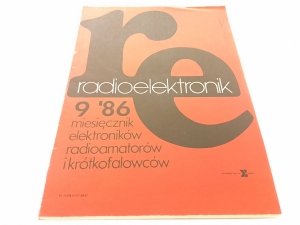 re
radioelektronik
9 '86
miesięcznik
elektroników
radioamatorów
i krótkofalowców